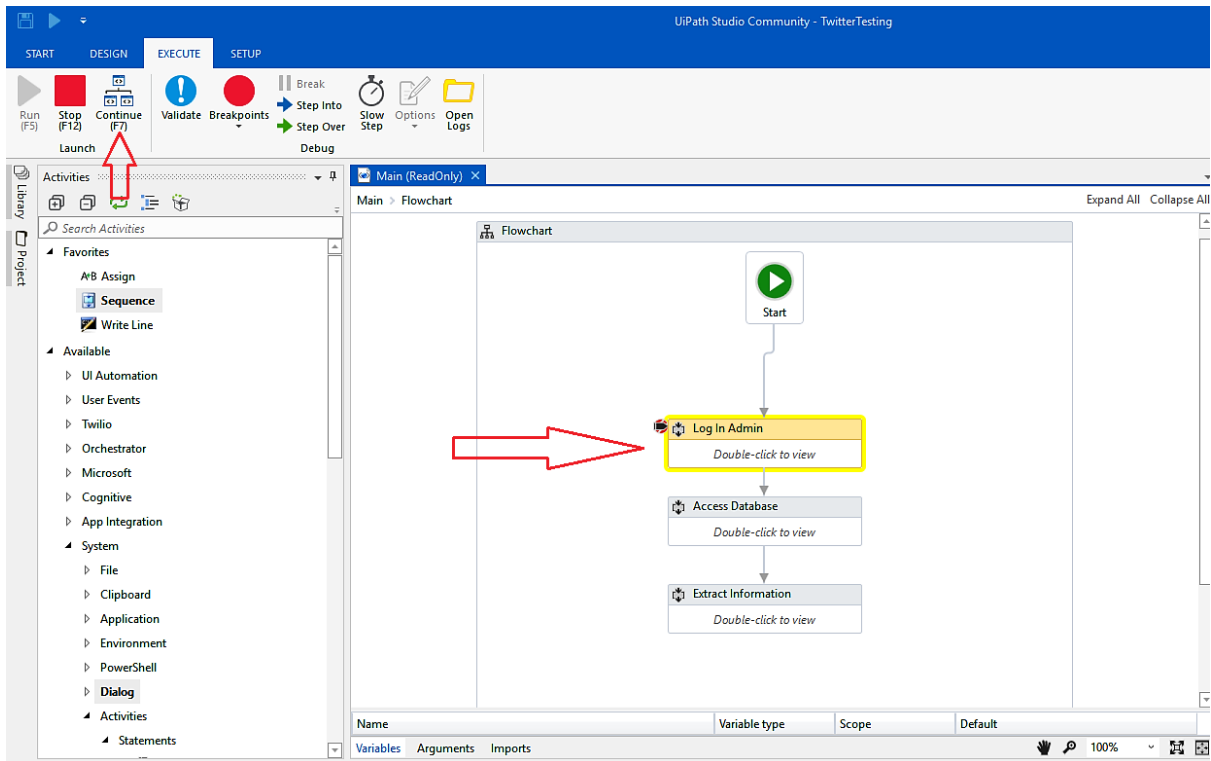 UiPath Studio Community - TwitterTesting
START DESIGN EXECUTE SETUP
Run (F5)
Stop (F12)
Continue (F7)
Validate
Breakpoints
Break
Step Into
Step Over
Slow Step
Options
Open Logs
Launch
Debug
Library
Project
Activities
Search Activities
Favorites
A+B Assign
Sequence
Write Line
Available
UI Automation
User Events
Twilio
Orchestrator
Microsoft
Cognitive
App Integration
System
File
Clipboard
Application
Environment
PowerShell
Dialog
Activities
Statements
Main (ReadOnly)
Main > Flowchart
Expand All Collapse All
Flowchart
Start
Log In Admin
Double-click to view
Access Database
Double-click to view
Extract Information
Double-click to view
Name Variable type Scope Default
Variables Arguments Imports
100%